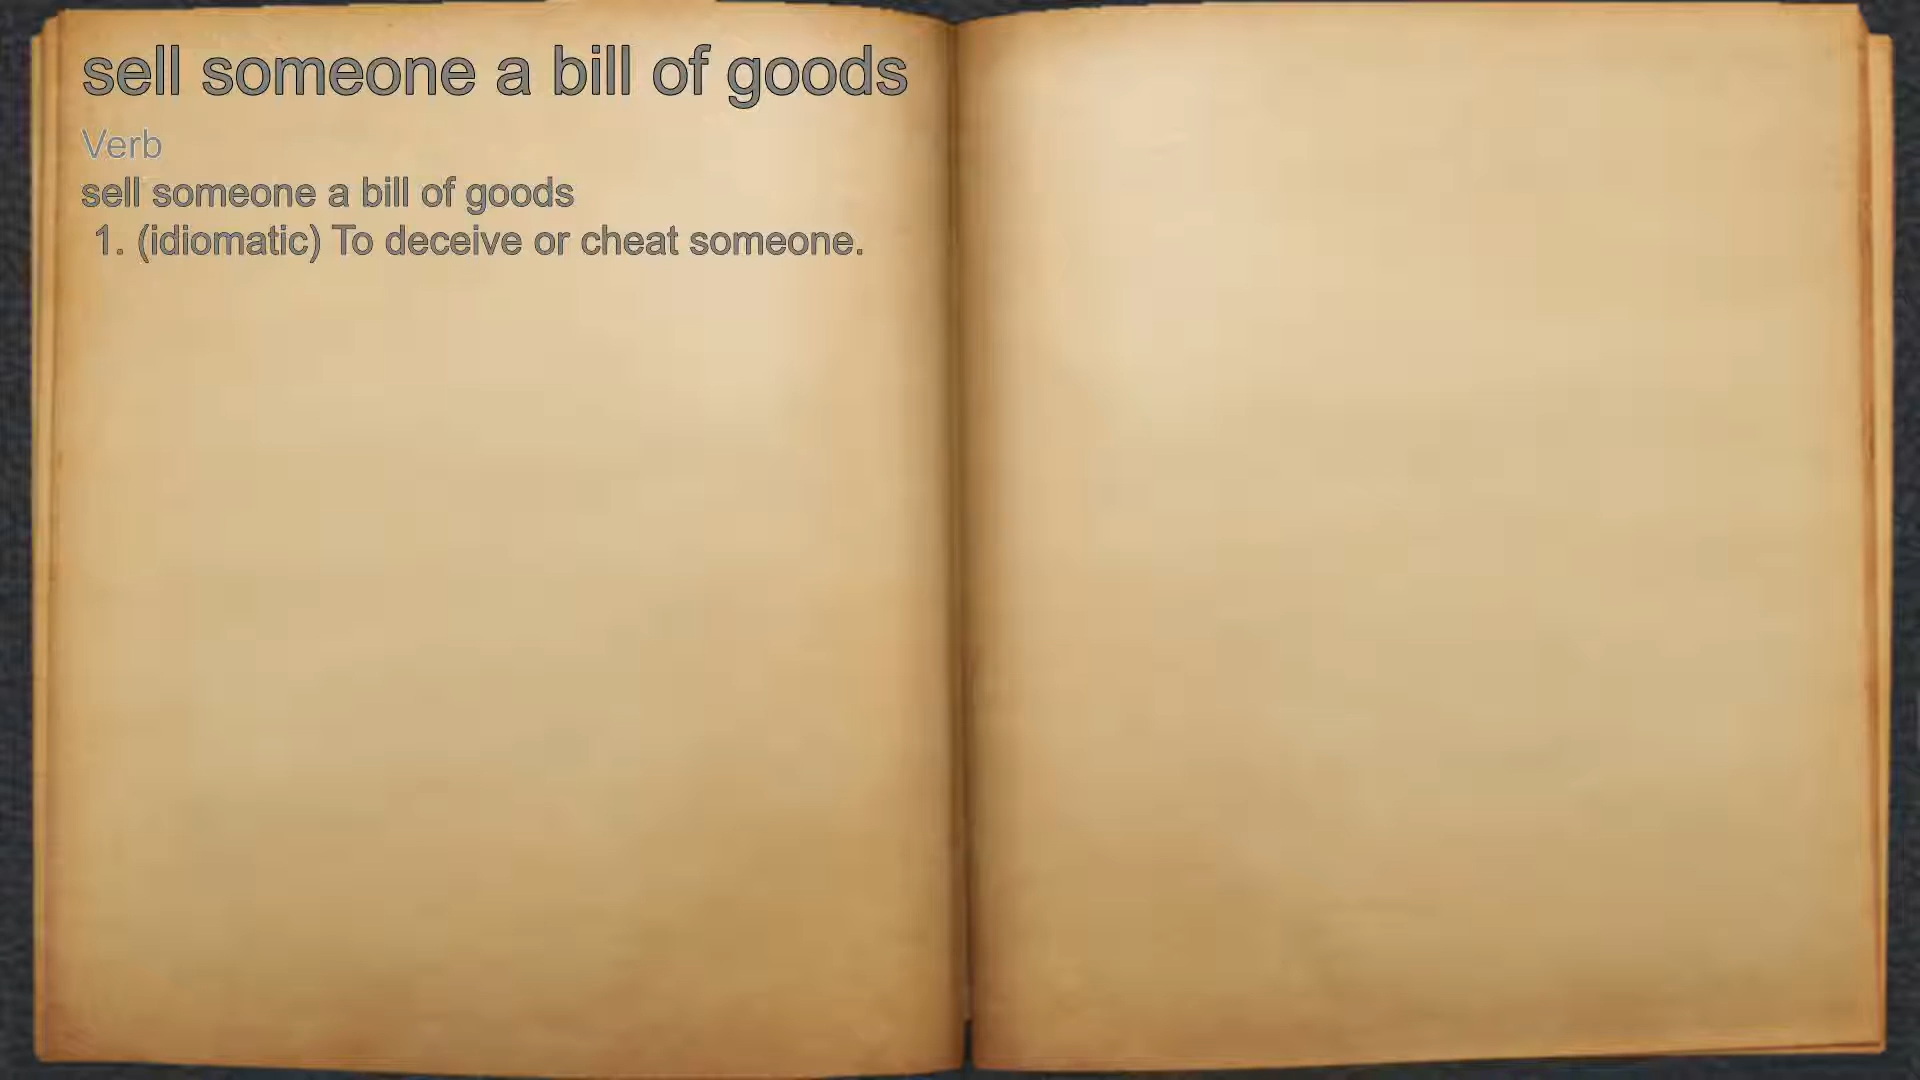 sell someone a bill of goods
Verb
sell someone a bill of goods
1. (idiomatic) To deceive or cheat someone.